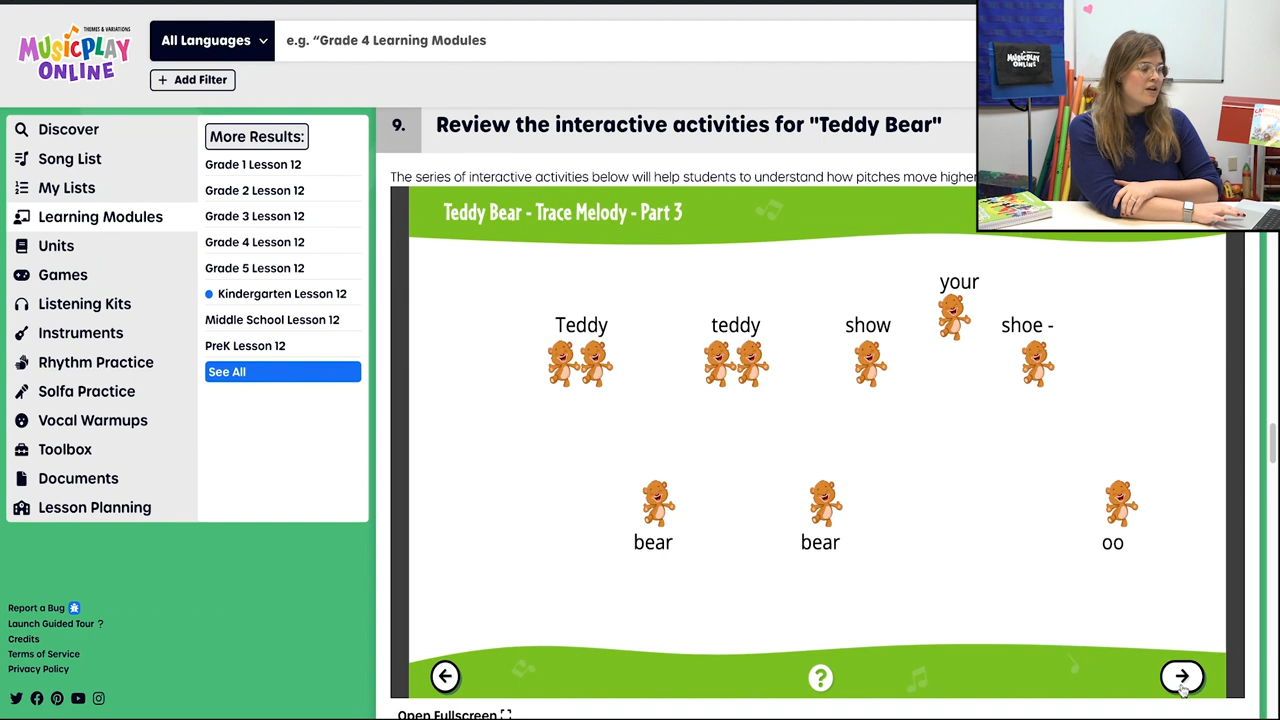 THEMES & VARIATIONS
MUSICPLAY
ONLINE
All Languages
e.g. “Grade 4 Learning Modules
+ Add Filter
MUSICPLAY
ONLINE
Discover
Song List
My Lists
Learning Modules
Units
Games
Listening Kits
Instruments
Rhythm Practice
Solfa Practice
Vocal Warmups
Toolbox
Documents
Lesson Planning
More Results:
Grade 1 Lesson 12
Grade 2 Lesson 12
Grade 3 Lesson 12
Grade 4 Lesson 12
Grade 5 Lesson 12
Kindergarten Lesson 12
Middle School Lesson 12
PreK Lesson 12
See All
Report a Bug
Launch Guided Tour ?
Credits
Terms of Service
Privacy Policy
9. Review the interactive activities for "Teddy Bear"
The series of interactive activities below will help students to understand how pitches move higher
Teddy Bear - Trace Melody - Part 3
your
Teddy teddy show shoe -
bear bear oo
?
Open Fullscreen